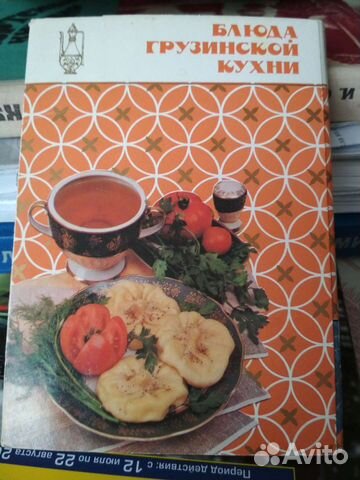 БЛЮДА
ГРУЗИНСКОЙ
КУХНИ
Период действия: с 12 июля по 22 августа
Avito